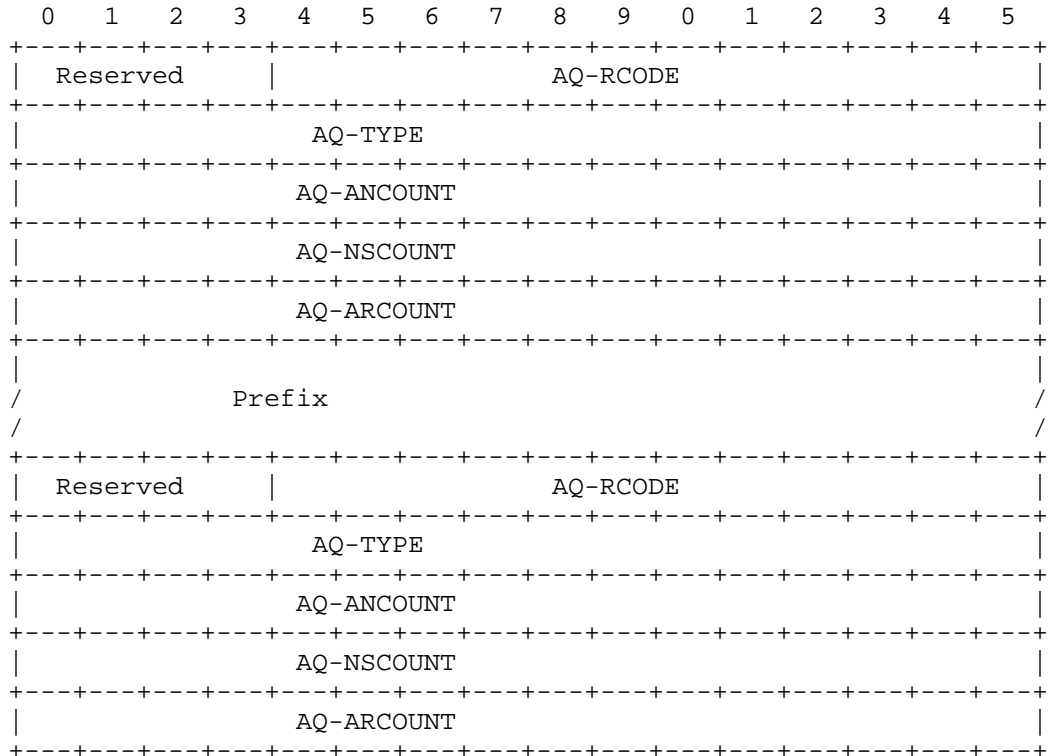 0   1   2   3   4   5   6   7   8   9   0   1   2   3   4   5
+---+---+---+---+---+---+---+---+---+---+---+---+---+---+---+---+
|  Reserved     |                 AQ-RCODE                      |
+---+---+---+---+---+---+---+---+---+---+---+---+---+---+---+---+
|                  AQ-TYPE                                      |
+---+---+---+---+---+---+---+---+---+---+---+---+---+---+---+---+
|                 AQ-ANCOUNT                                    |
+---+---+---+---+---+---+---+---+---+---+---+---+---+---+---+---+
|                 AQ-NSCOUNT                                    |
+---+---+---+---+---+---+---+---+---+---+---+---+---+---+---+---+
|                 AQ-ARCOUNT                                    |
+---+---+---+---+---+---+---+---+---+---+---+---+---+---+---+---+
|                                                               |
/             Prefix                                            /
/                                                               /
+---+---+---+---+---+---+---+---+---+---+---+---+---+---+---+---+
|  Reserved     |                 AQ-RCODE                      |
+---+---+---+---+---+---+---+---+---+---+---+---+---+---+---+---+
|                  AQ-TYPE                                      |
+---+---+---+---+---+---+---+---+---+---+---+---+---+---+---+---+
|                 AQ-ANCOUNT                                    |
+---+---+---+---+---+---+---+---+---+---+---+---+---+---+---+---+
|                 AQ-NSCOUNT                                    |
+---+---+---+---+---+---+---+---+---+---+---+---+---+---+---+---+
|                 AQ-ARCOUNT                                    |
+---+---+---+---+---+---+---+---+---+---+---+---+---+---+---+---+